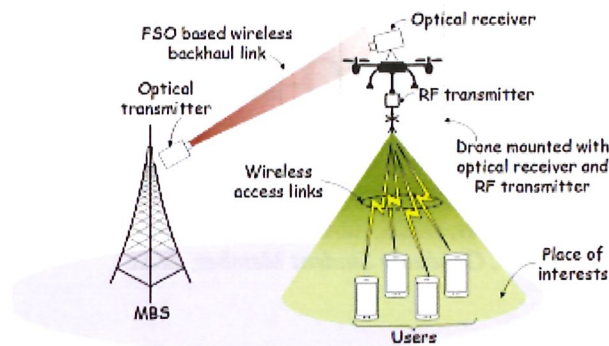 FSO based wireless
backhaul link
Optical receiver
Optical
transmitter
RF transmitter
Drone mounted with
optical receiver and
RF transmitter
Wireless
access links
Place of
interests
MBS
Users